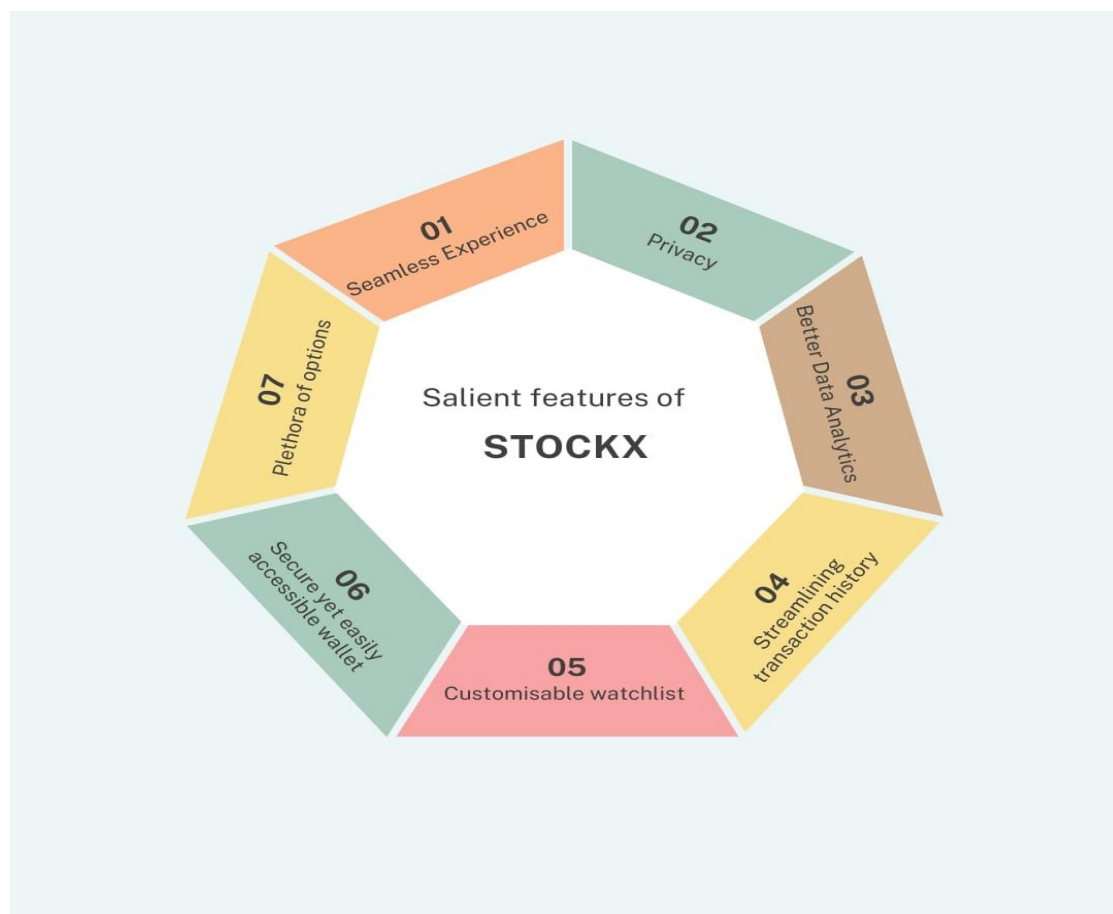 Salient features of
STOCKX
01
Seamless Experience
02
Privacy
03
Better Data Analytics
04
Streamlining
transaction history
05
Customisable watchlist
06
Secure yet easily
accessible wallet
07
Plethora of options